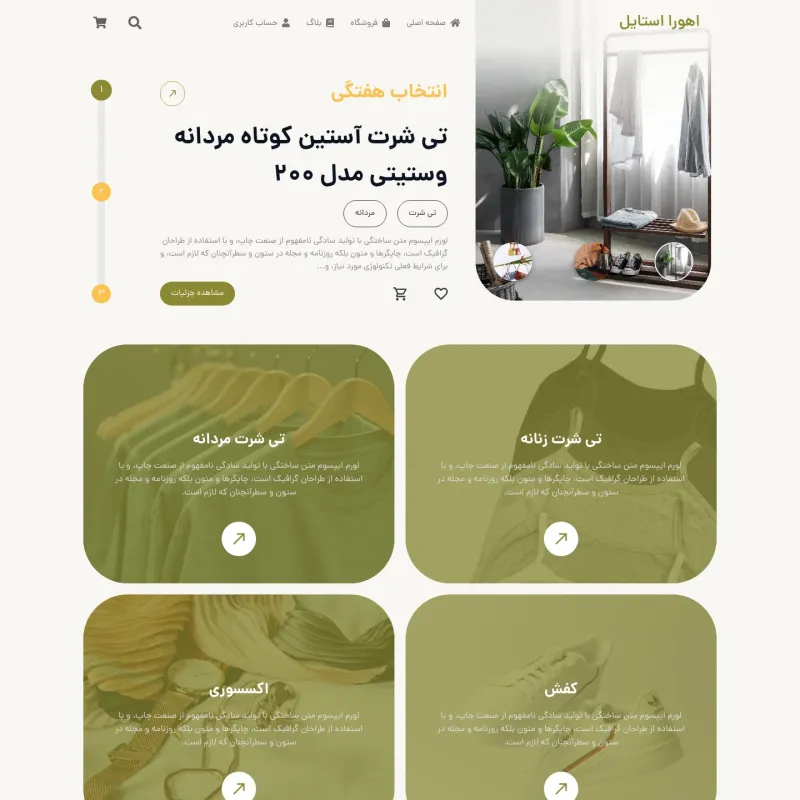 اهورا استایل
صفحه اصلی
فروشگاه
بلاگ
حساب کاربری
انتخاب هفتگی
تی شرت آستین کوتاه مردانه
وستیتی مدل ۲۰۰
تی شرت
مردانه
لورم ایپسوم متن ساختگی با تولید سادگی نامفهوم از صنعت چاپ، و با استفاده از طراحان
گرافیک است، چاپگرها و متون بلکه روزنامه و مجله در ستون و سطرآنچنان که لازم است، و
برای شرایط فعلی تکنولوژی مورد نیاز، و...
مشاهده جزئیات
۱
۲
۳
تی شرت زنانه
لورم ایپسوم متن ساختگی با تولید سادگی نامفهوم از صنعت چاپ، و با
استفاده از طراحان گرافیک است، چاپگرها و متون بلکه روزنامه و مجله در
ستون و سطرآنچنان که لازم است.
تی شرت مردانه
لورم ایپسوم متن ساختگی با تولید سادگی نامفهوم از صنعت چاپ، و با
استفاده از طراحان گرافیک است، چاپگرها و متون بلکه روزنامه و مجله در
ستون و سطرآنچنان که لازم است.
کفش
لورم ایپسوم متن ساختگی با تولید سادگی نامفهوم از صنعت چاپ، و با
استفاده از طراحان گرافیک است، چاپگرها و متون بلکه روزنامه و مجله در
ستون و سطرآنچنان که لازم است.
اکسسوری
لورم ایپسوم متن ساختگی با تولید سادگی نامفهوم از صنعت چاپ، و با
استفاده از طراحان گرافیک است، چاپگرها و متون بلکه روزنامه و مجله در
ستون و سطرآنچنان که لازم است.